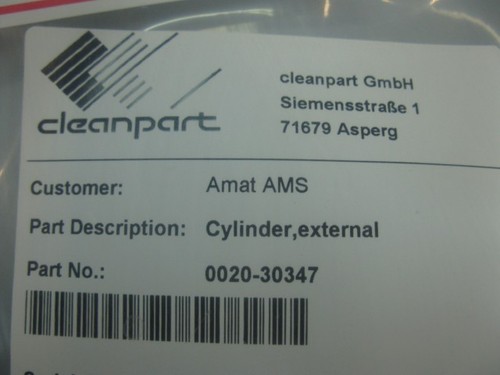 cleanpart
cleanpart GmbH
Siemensstraße 1
71679 Asperg
Customer: Amat AMS
Part Description: Cylinder,external
Part No.: 0020-30347